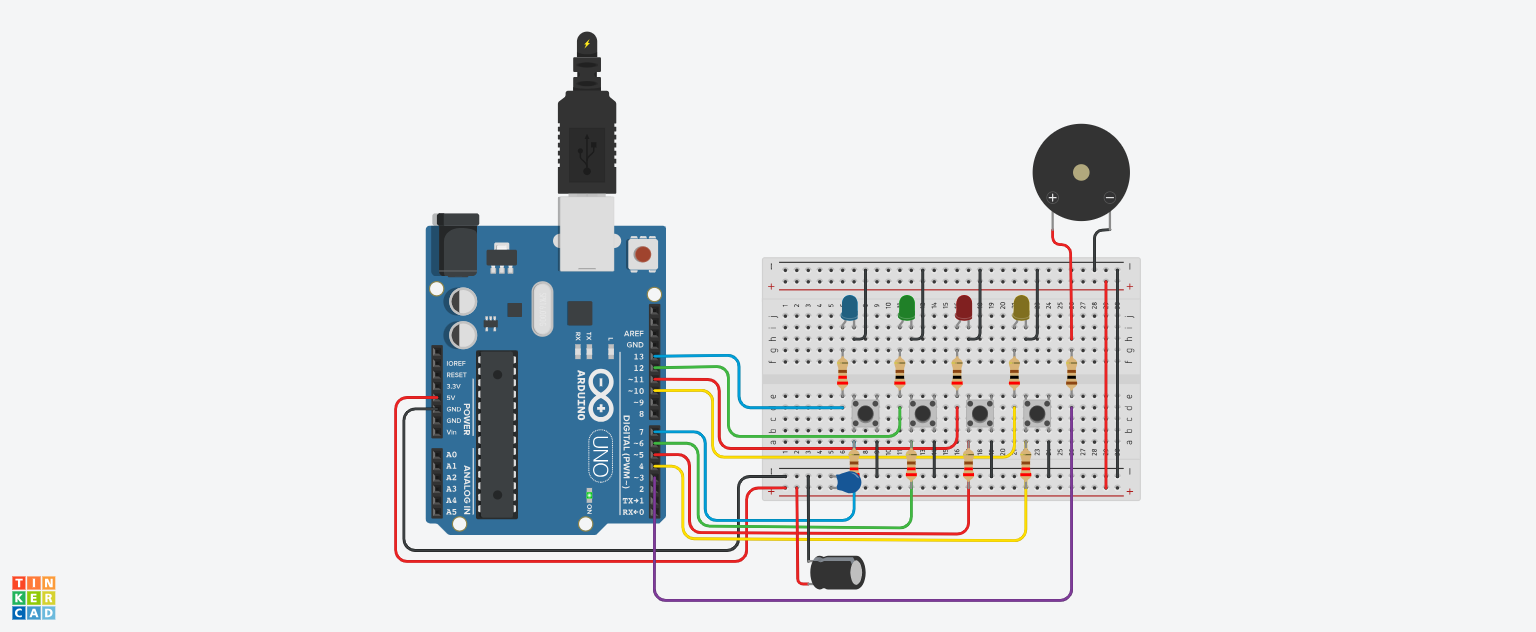 AREF
GND
13
12
~11
~10
~9
8
7
~6
~5
4
~3
2
TX→1
RX←0
DIGITAL (PWM~)
RX
TX
L
ARDUINO
UNO
ON
IOREF
RESET
3.3V
5V
GND
GND
Vin
POWER
A0
A1
A2
A3
A4
A5
ANALOG IN
+
−
j
i
h
g
f
e
d
c
b
a
TIN
KER
CAD